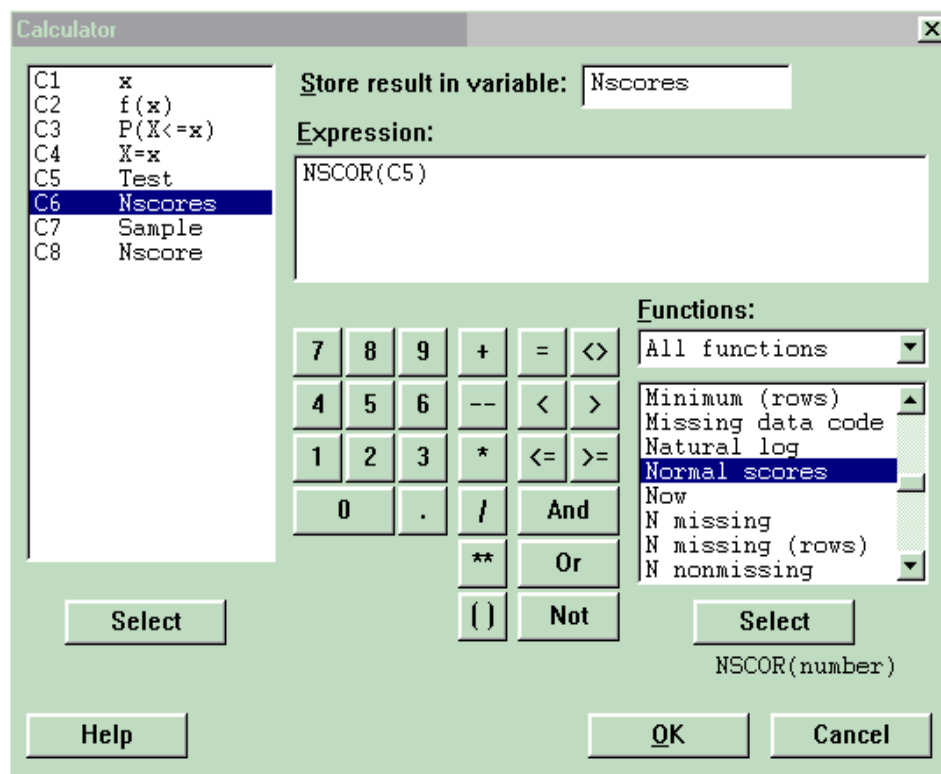 Calculator
C1 x
C2 f(x)
C3 P(X<=x)
C4 X=x
C5 Test
C6 Nscores
C7 Sample
C8 Nscore
Select
Store result in variable: Nscores
Expression:
NSCOR(C5)
7 8 9 + = <>
4 5 6 -- < >
1 2 3 * <= >=
0 . / And
** Or
( ) Not
Functions:
All functions
Minimum (rows)
Missing data code
Natural log
Normal scores
Now
N missing
N missing (rows)
N nonmissing
Select
NSCOR(number)
Help
OK
Cancel